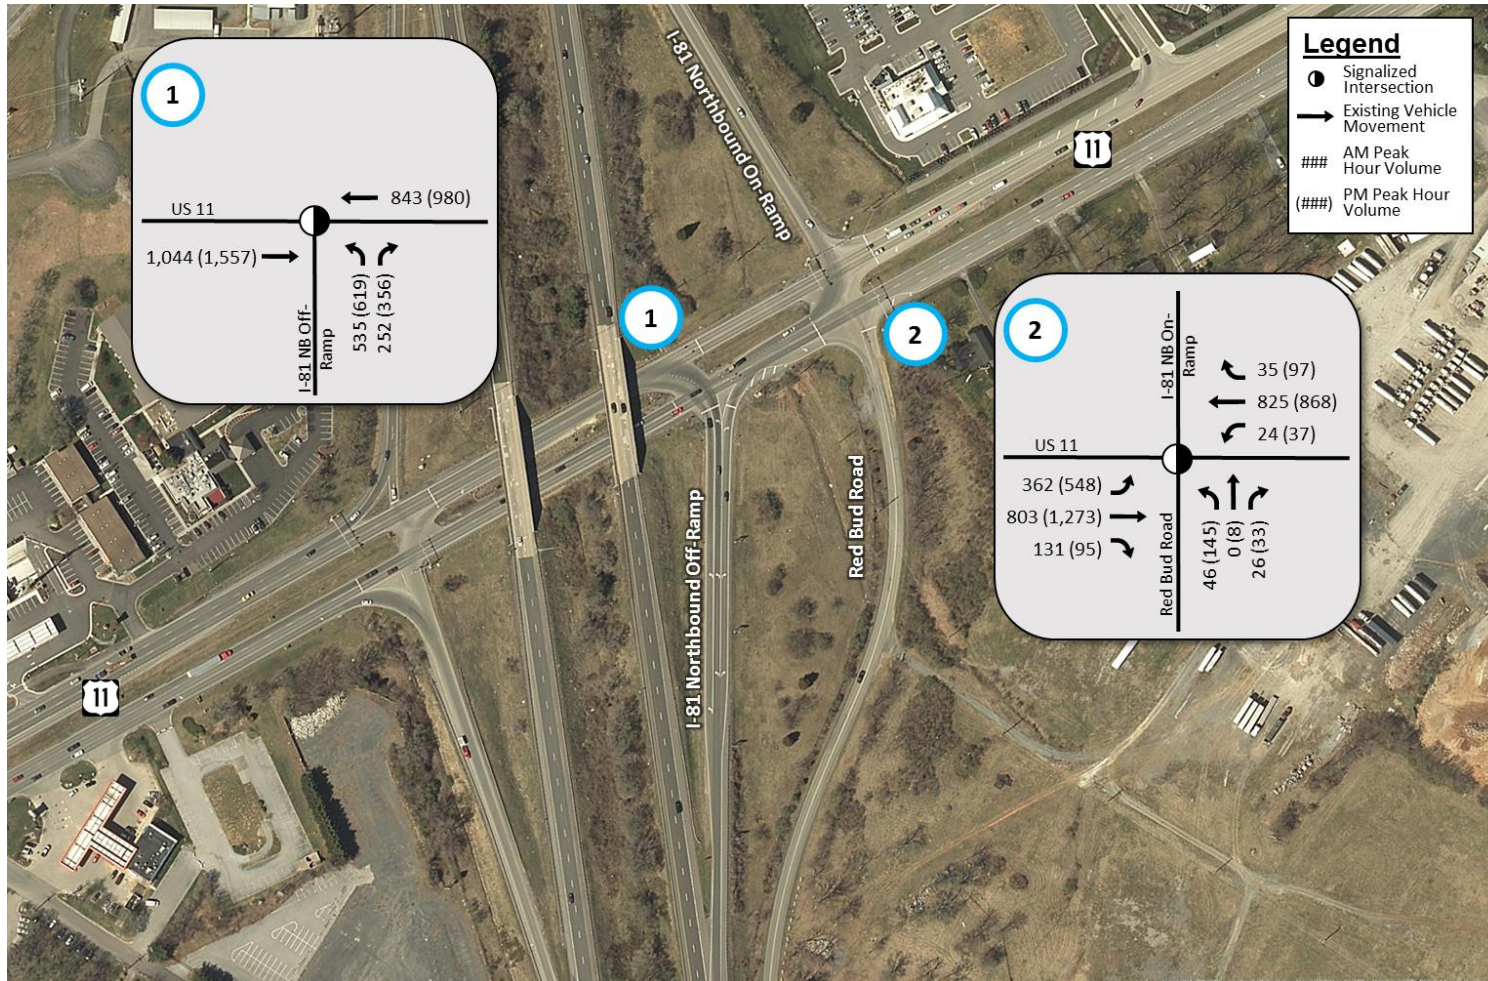 I-81 Northbound On-Ramp
11
Legend
Signalized
Intersection
Existing Vehicle
Movement
###
AM Peak
Hour Volume
(###)
PM Peak Hour
Volume
1
843 (980)
US 11
1,044 (1,557)
535 (619)
252 (356)
I-81 NB Off-
Ramp
1
2
2
I-81 NB On-
Ramp
35 (97)
825 (868)
24 (37)
US 11
362 (548)
803 (1,273)
131 (95)
Red Bud Road
46 (145)
0 (8)
26 (33)
I-81 Northbound Off-Ramp
Red Bud Road
11